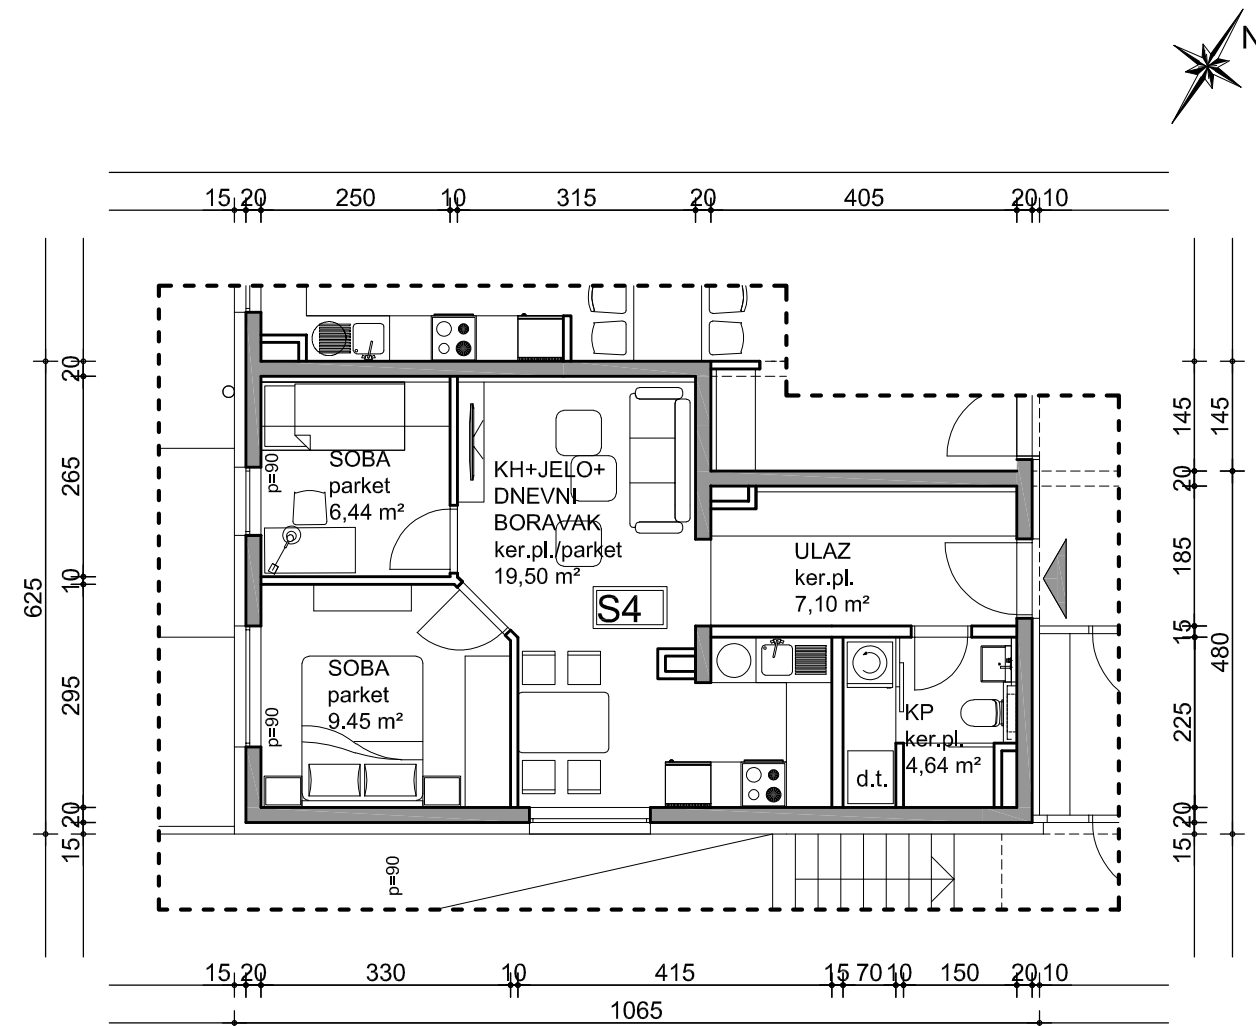 N
15 20 250 10 315 20 405 20 10
20
265
10
295
20
15
625
145
20
185
15
225
20
15
145
480
SOBA
parket
6,44 m²
p=90
KH+JELO+
DNEVNI
BORAVAK
ker.pl./parket
19,50 m²
ULAZ
ker.pl.
7,10 m²
S4
SOBA
parket
9.45 m²
p=90
KP
ker.pl.
4,64 m²
d.t.
p=90
15 20 330 10 415 15 70 10 150 20 10
1065